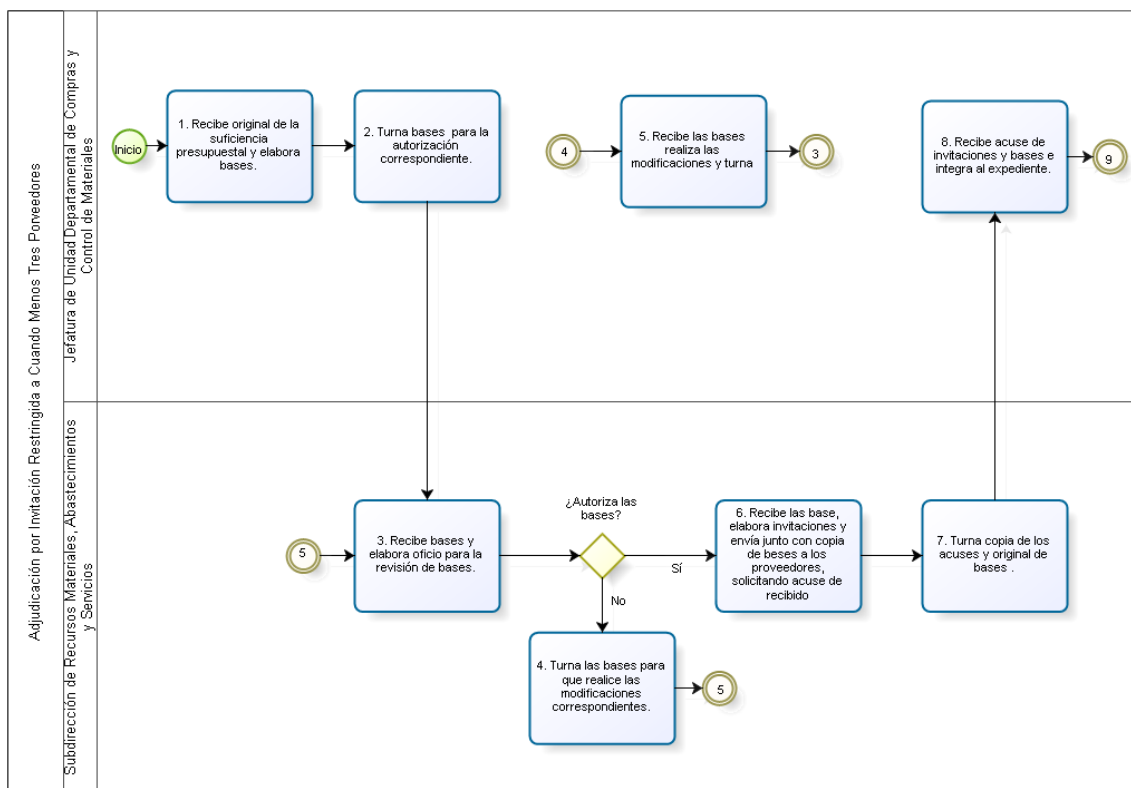 Adjudicación por Invitación Restringida a Cuando Menos Tres Porveedores
Jefatura de Unidad Departamental de Compras y
Control de Materiales
Inicio
1. Recibe original de la
suficiencia
presupuestal y elabora
bases.
2. Turna bases para la
autorización
correspondiente.
4
5. Recibe las bases
realiza las
modificaciones y turna
3
8. Recibe acuse de
invitaciones y bases e
integra al expediente.
9
Subdirección de Recursos Materiales, Abastecimientos
y Servicios
5
3. Recibe bases y
elabora oficio para la
revisión de bases.
¿Autoriza las
bases?
Sí
No
6. Recibe las base,
elabora invitaciones y
envía junto con copia
de beses a los
proveedores,
solicitando acuse de
recibido
7. Turna copia de los
acuses y original de
bases .
4. Turna las bases para
que realice las
modificaciones
correspondientes.
5